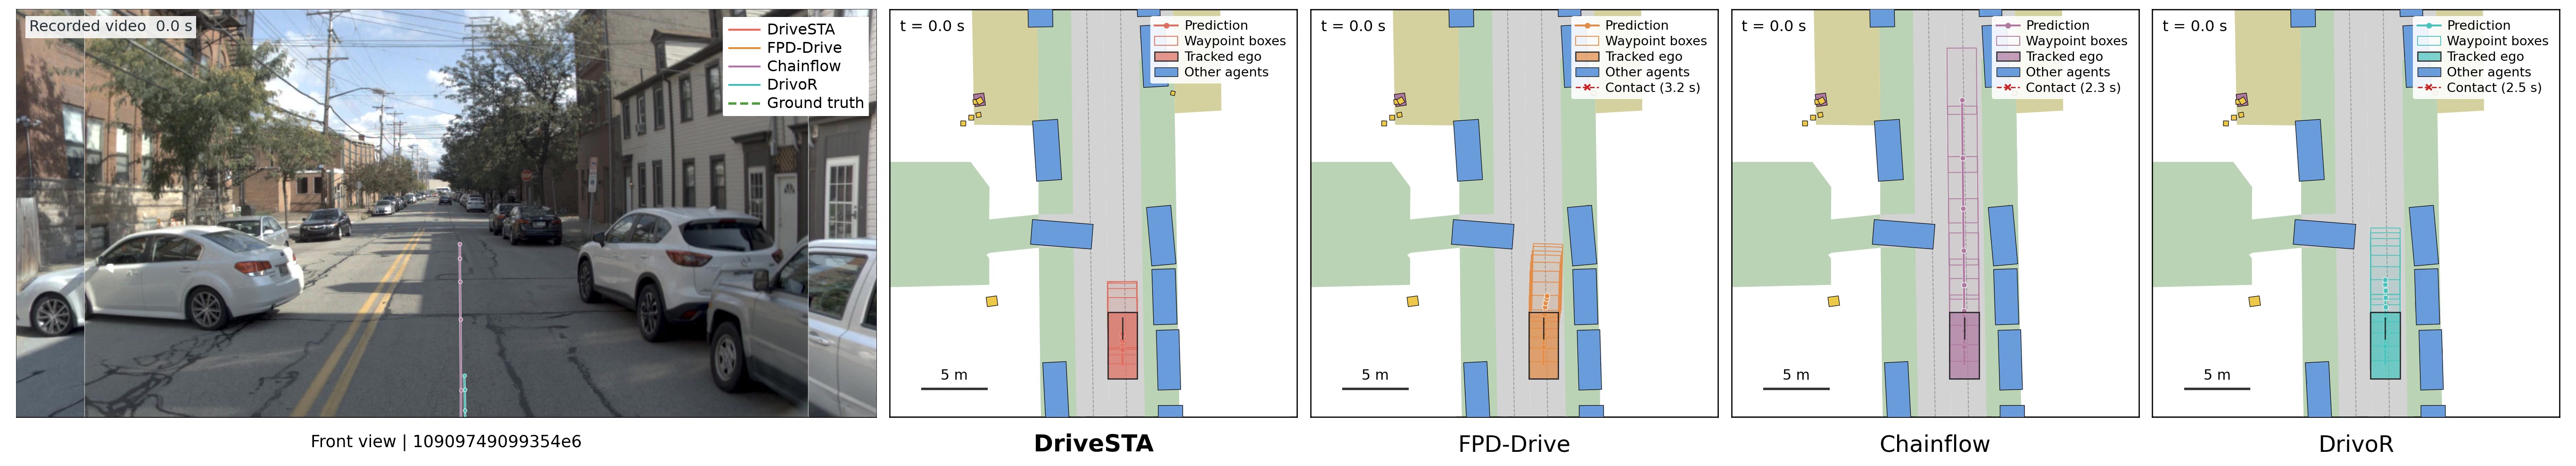 Recorded video 0.0 s
DriveSTA
FPD-Drive
Chainflow
DrivoR
Ground truth
Front view | 10909749099354e6
t = 0.0 s
Prediction
Waypoint boxes
Tracked ego
Other agents
5 m
DriveSTA
t = 0.0 s
Prediction
Waypoint boxes
Tracked ego
Other agents
Contact (3.2 s)
5 m
FPD-Drive
t = 0.0 s
Prediction
Waypoint boxes
Tracked ego
Other agents
Contact (2.3 s)
5 m
Chainflow
t = 0.0 s
Prediction
Waypoint boxes
Tracked ego
Other agents
Contact (2.5 s)
5 m
DrivoR